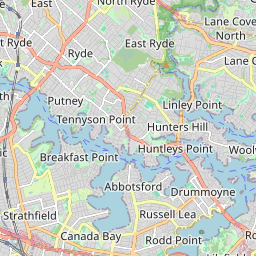 North Ryde
East
Lane Cove
North
East Ryde
Ryde
Lane
Linley Point
Putney
Tennyson Point
Hunters Hill
Huntleys Point
Breakfast Point
Abbotsford
Drummoyne
Strathfield
Russell Lea
Canada Bay
Rodd Point